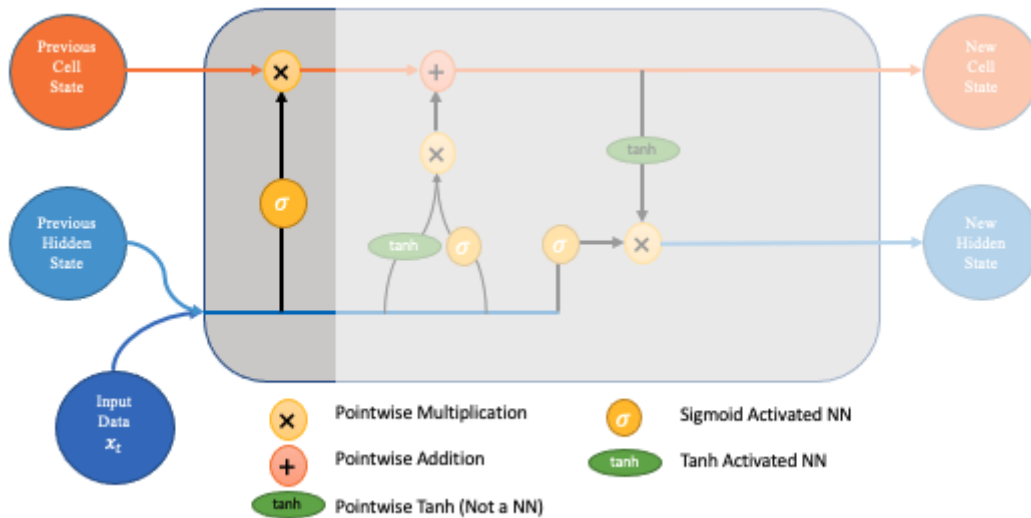 Previous
Cell
State
New
Cell
State
×
+
×
tanh
Previous
Hidden
State
σ
tanh
σ
σ
×
New
Hidden
State
Input
Data
xₜ
× Pointwise Multiplication
σ Sigmoid Activated NN
+ Pointwise Addition
tanh Tanh Activated NN
tanh Pointwise Tanh (Not a NN)